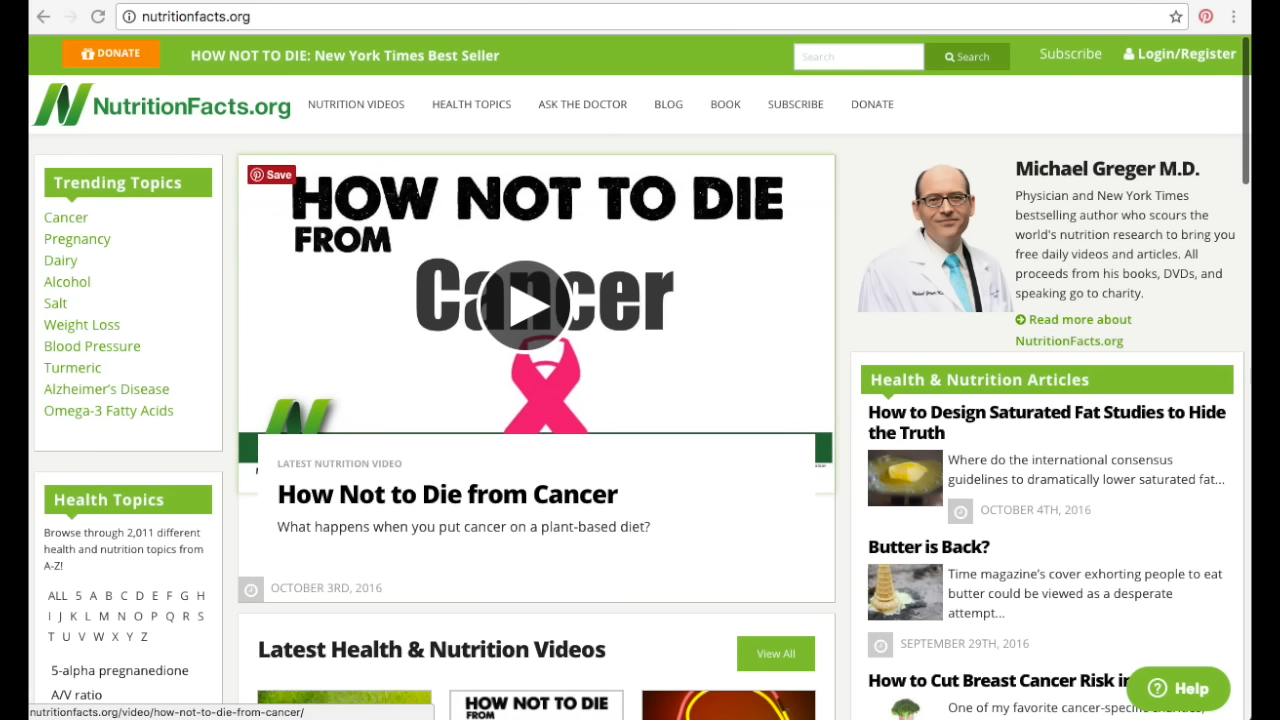 nutritionfacts.org
DONATE
HOW NOT TO DIE: New York Times Best Seller
Search
Search
Subscribe
Login/Register
NutritionFacts.org
NUTRITION VIDEOS
HEALTH TOPICS
ASK THE DOCTOR
BLOG
BOOK
SUBSCRIBE
DONATE
Trending Topics
Cancer
Pregnancy
Dairy
Alcohol
Salt
Weight Loss
Blood Pressure
Turmeric
Alzheimer's Disease
Omega-3 Fatty Acids
Health Topics
Browse through 2,011 different
health and nutrition topics from
A-Z!
ALL 5 A B C D E F G H
I J K L M N O P Q R S
T U V W X Y Z
5-alpha pregnanedione
A/V ratio
nutritionfacts.org/video/how-not-to-die-from-cancer/
Save
HOW NOT TO DIE
FROM
Cancer
LATEST NUTRITION VIDEO
How Not to Die from Cancer
What happens when you put cancer on a plant-based diet?
OCTOBER 3RD, 2016
Latest Health & Nutrition Videos
View All
HOW NOT TO DIE
FROM
Michael Greger M.D.
Physician and New York Times
bestselling author who scours the
world's nutrition research to bring you
free daily videos and articles. All
proceeds from his books, DVDs, and
speaking go to charity.
Read more about
NutritionFacts.org
Health & Nutrition Articles
How to Design Saturated Fat Studies to Hide
the Truth
Where do the international consensus
guidelines to dramatically lower saturated fat...
OCTOBER 4TH, 2016
Butter is Back?
Time magazine's cover exhorting people to eat
butter could be viewed as a desperate
attempt...
SEPTEMBER 29TH, 2016
How to Cut Breast Cancer Risk
One of my favorite cancer-specific charities,
Help